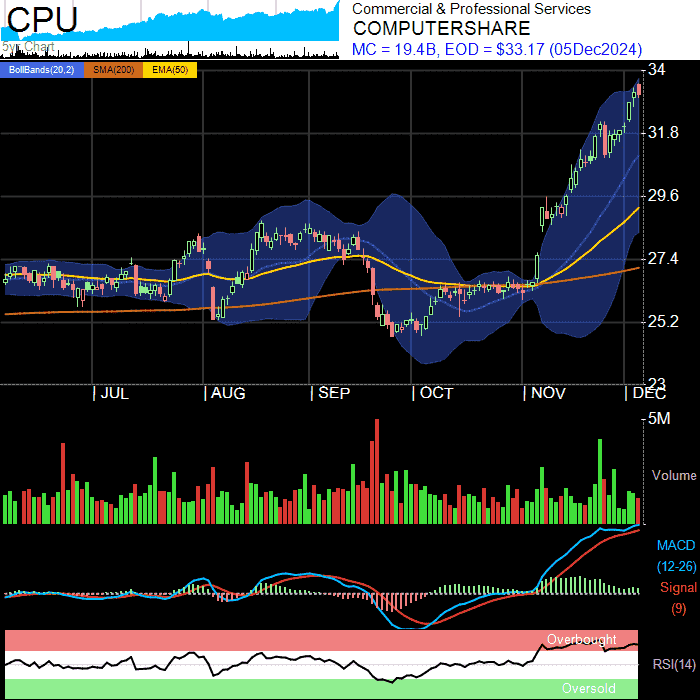 CPU
5yr Chart
Commercial & Professional Services
COMPUTERSHARE
MC = 19.4B, EOD = $33.17 (05Dec2024)
BollBands(20,2) SMA(200) EMA(50)
34
31.8
29.6
27.4
25.2
23
JUL AUG SEP OCT NOV DEC
5M
Volume
MACD
(12-26)
Signal
(9)
Overbought
RSI(14)
Oversold